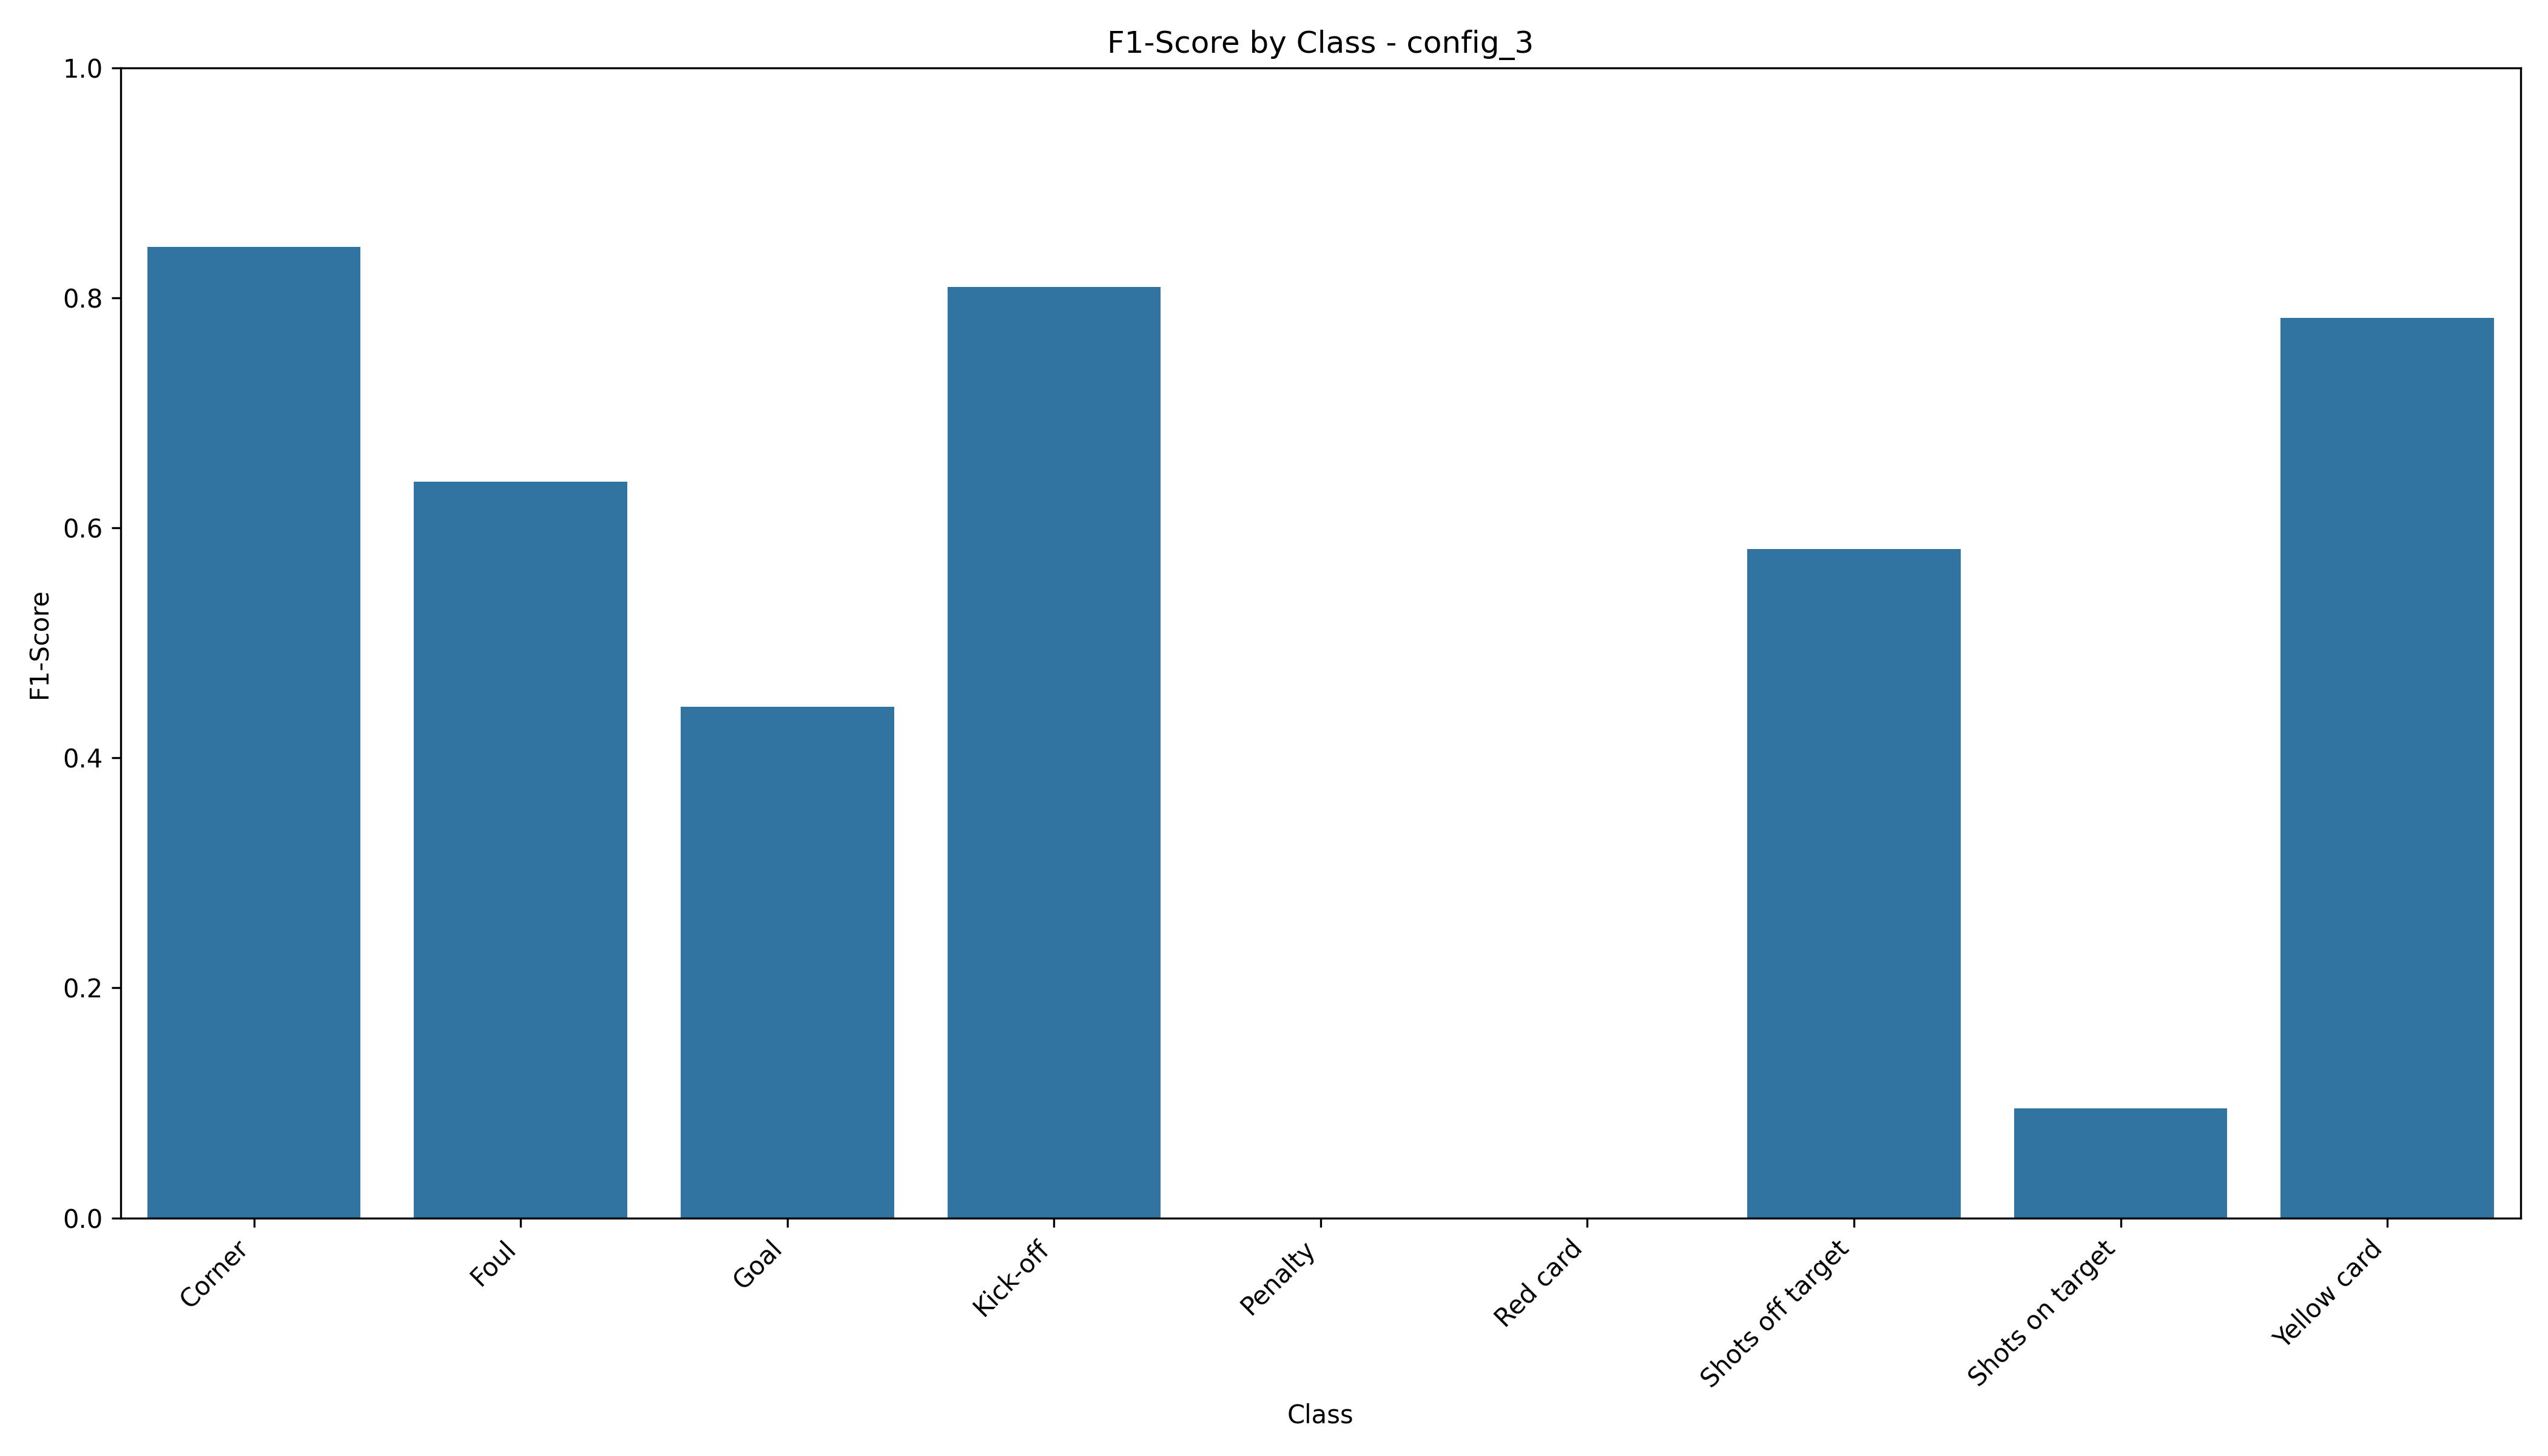 F1-Score by Class - config_3
1.0
0.8
0.6
0.4
0.2
0.0
F1-Score
Corner
Foul
Goal
Kick-off
Penalty
Red card
Shots off target
Shots on target
Yellow card
Class